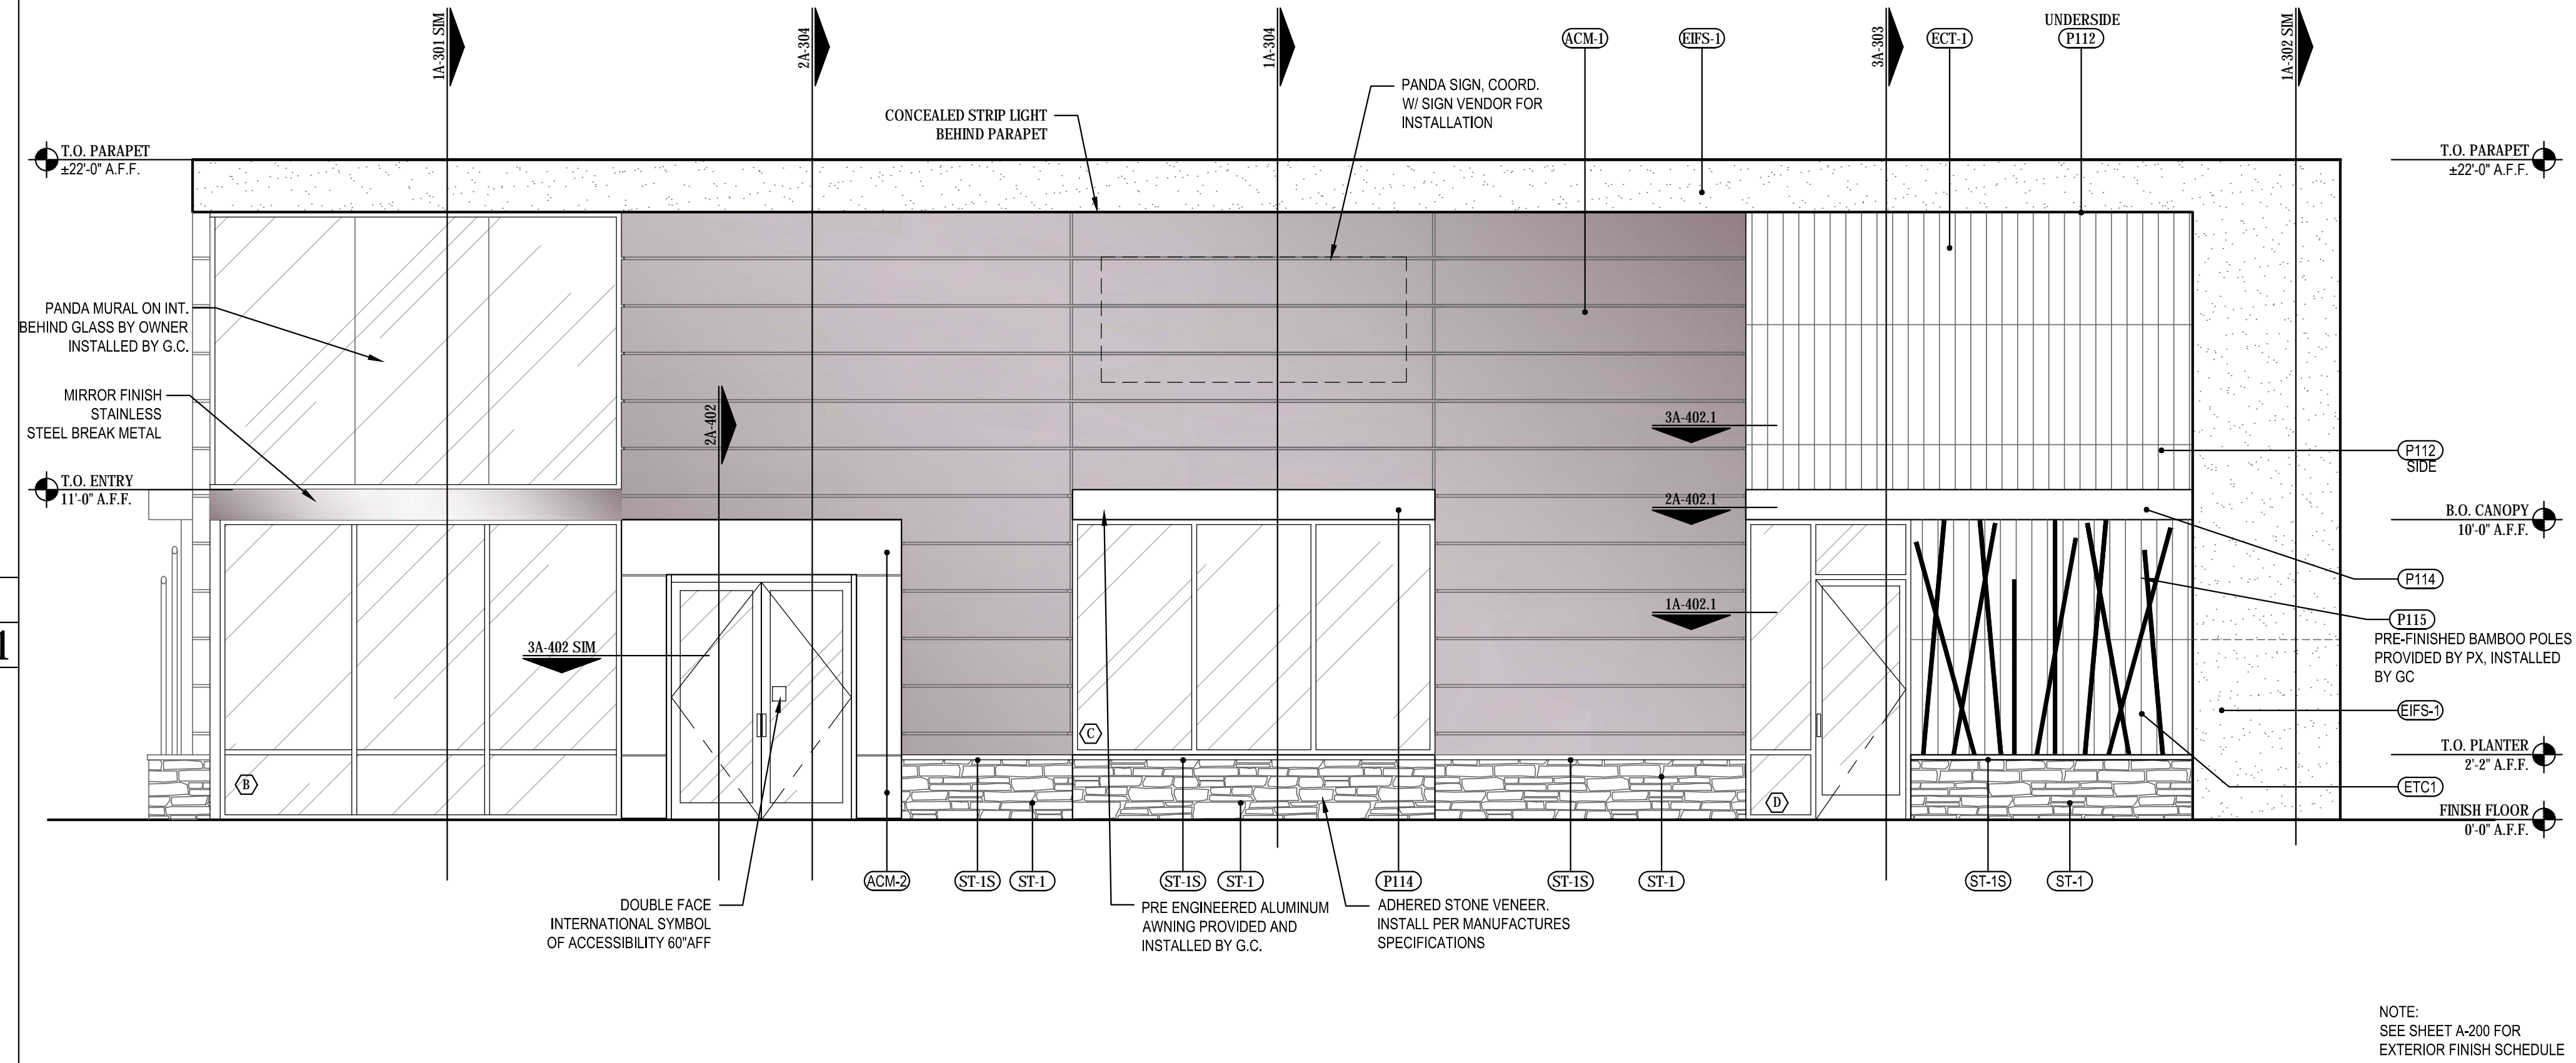 1A-301 SIM
2A-304
1A-304
ACM-1
EIFS-1
3A-303
ECT-1
UNDERSIDE
P112
1A-302 SIM
PANDA SIGN, COORD.
W/ SIGN VENDOR FOR
INSTALLATION
CONCEALED STRIP LIGHT
BEHIND PARAPET
T.O. PARAPET
±22'-0" A.F.F.
T.O. PARAPET
±22'-0" A.F.F.
PANDA MURAL ON INT.
BEHIND GLASS BY OWNER
INSTALLED BY G.C.
MIRROR FINISH
STAINLESS
STEEL BREAK METAL
2A-402
3A-402.1
P112
SIDE
T.O. ENTRY
11'-0" A.F.F.
2A-402.1
B.O. CANOPY
10'-0" A.F.F.
P114
1A-402.1
P115
PRE-FINISHED BAMBOO POLES
PROVIDED BY PX, INSTALLED
BY GC
1
3A-402 SIM
EIFS-1
C
T.O. PLANTER
2'-2" A.F.F.
B
D
ETC1
FINISH FLOOR
0'-0" A.F.F.
ACM-2
ST-1S
ST-1
ST-1S
ST-1
P114
ST-1S
ST-1
ST-1S
ST-1
DOUBLE FACE
INTERNATIONAL SYMBOL
OF ACCESSIBILITY 60"AFF
PRE ENGINEERED ALUMINUM
AWNING PROVIDED AND
INSTALLED BY G.C.
ADHERED STONE VENEER.
INSTALL PER MANUFACTURES
SPECIFICATIONS
NOTE:
SEE SHEET A-200 FOR
EXTERIOR FINISH SCHEDULE